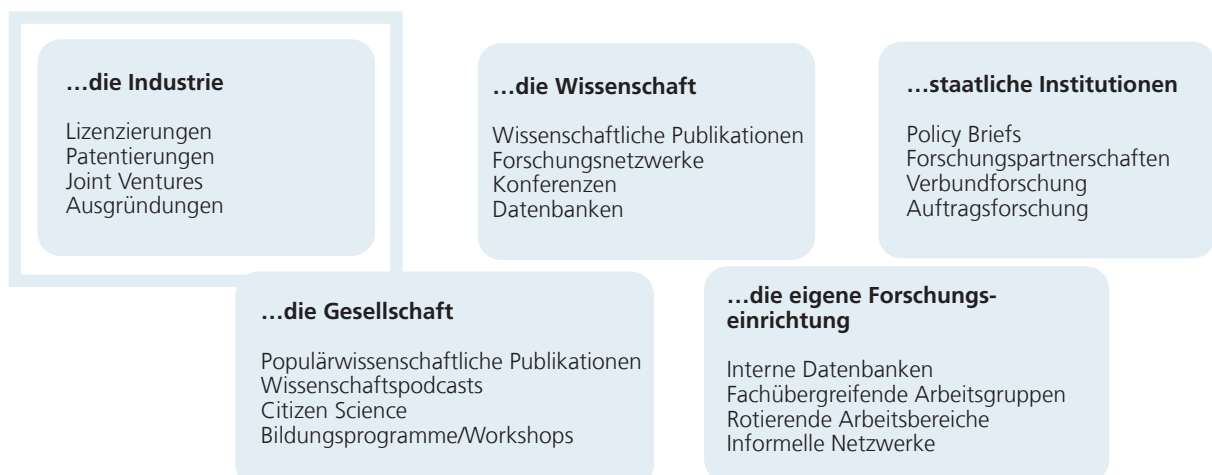 …die Industrie
Lizenzierungen
Patentierungen
Joint Ventures
Ausgründungen
…die Wissenschaft
Wissenschaftliche Publikationen
Forschungsnetzwerke
Konferenzen
Datenbanken
…staatliche Institutionen
Policy Briefs
Forschungspartnerschaften
Verbundforschung
Auftragsforschung
…die Gesellschaft
Populärwissenschaftliche Publikationen
Wissenschaftspodcasts
Citizen Science
Bildungsprogramme/Workshops
…die eigene Forschungs-
einrichtung
Interne Datenbanken
Fachübergreifende Arbeitsgruppen
Rotierende Arbeitsbereiche
Informelle Netzwerke